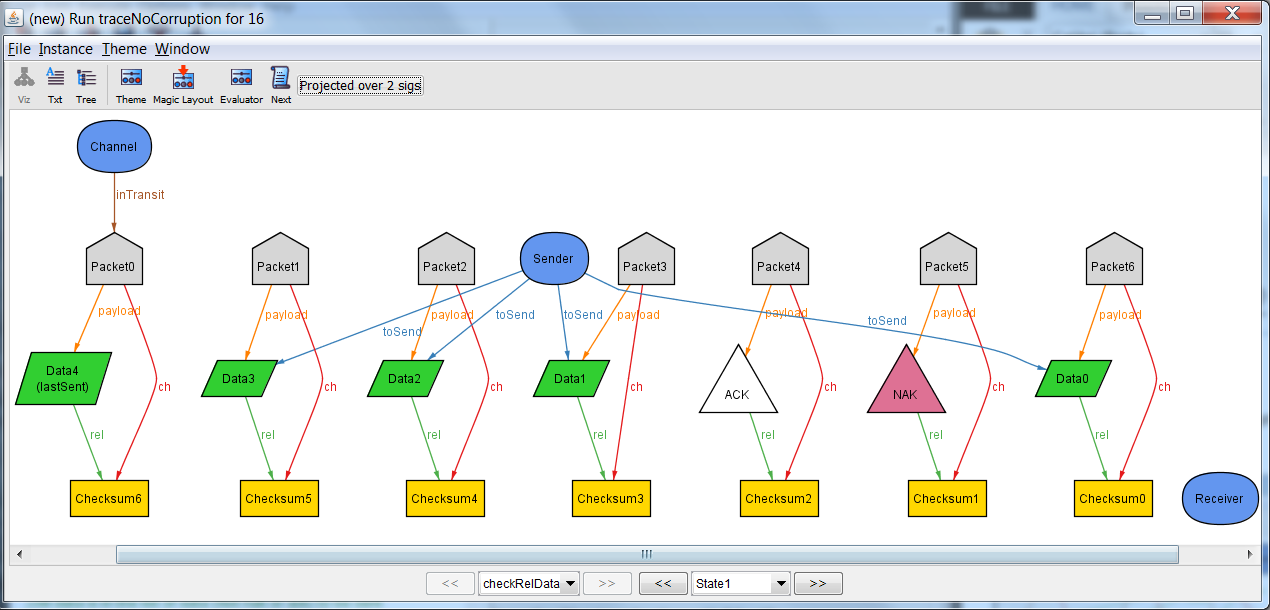 (new) Run traceNoCorruption for 16
File Instance Theme Window
Viz Txt Tree Theme Magic Layout Evaluator Next Projected over 2 sigs
Channel
inTransit
Packet0 Packet1 Packet2 Sender Packet3 Packet4 Packet5 Packet6
payload payload payload toSend toSend payload payload payload toSend payload
toSend
Data4
(lastSent)
ch Data3 ch Data2 ch Data1 ch ACK ch NAK ch Data0 ch
rel rel rel rel rel rel rel
Checksum6 Checksum5 Checksum4 Checksum3 Checksum2 Checksum1 Checksum0 Receiver
<< checkRelData >> << State1 >>